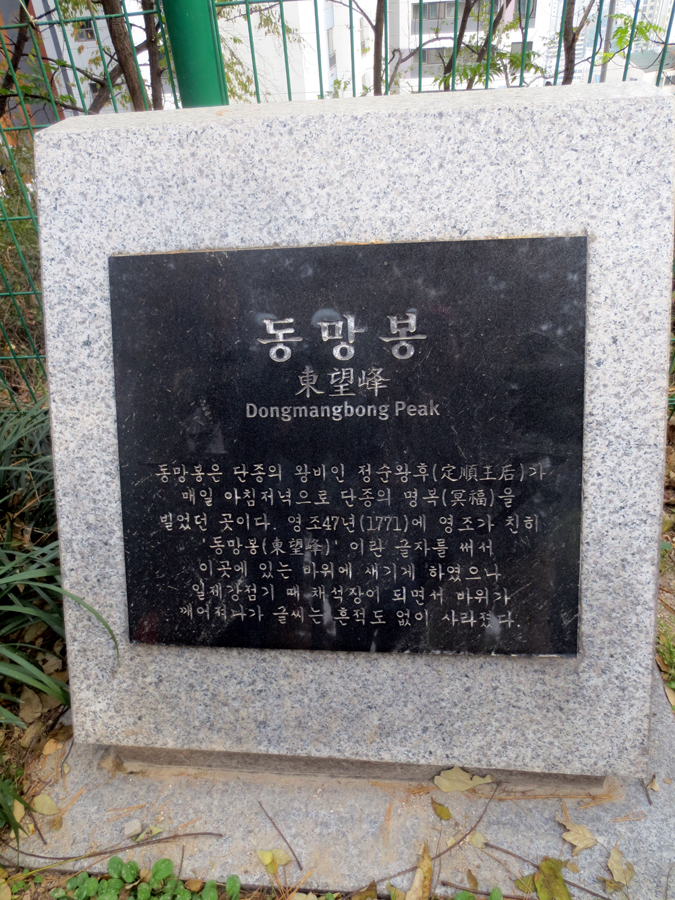 동망봉
東望峰
Dongmangbong Peak
동망봉은 단종의 왕비인 정순왕후(定順王后)가
매일 아침저녁으로 단종의 명복(冥福)을
빌었던 곳이다. 영조47년(1771)에 영조가 친히
'동망봉(東望峰)' 이란 글자를 써서
이곳에 있는 바위에 새기게 하였으나
일제강점기 때 채석장이 되면서 바위가
깨어져나가 글씨는 흔적도 없이 사라졌다.